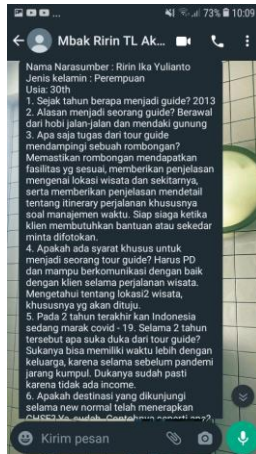 73% 10:09
Mbak Ririn TL Ak...
Nama Narasumber : Ririn Ika Yulianto
Jenis kelamin : Perempuan
Usia: 30th
1. Sejak tahun berapa menjadi guide? 2013
2. Alasan menjadi seorang guide? Berawal
dari hobi jalan-jalan dan mendaki gunung
3. Apa saja tugas dari tour guide
mendampingi sebuah rombongan?
Memastikan rombongan mendapatkan
fasilitas yg sesuai, memberikan penjelasan
mengenai lokasi wisata dan sekitarnya,
serta memberikan penjelasan mendetail
tentang itinerary perjalanan khususnya
soal manajemen waktu. Siap siaga ketika
klien membutuhkan bantuan atau sekedar
minta difotokan.
4. Apakah ada syarat khusus untuk
menjadi seorang tour guide? Harus PD
dan mampu berkomunikasi dengan baik
dengan klien selama perjalanan wisata.
Mengetahui tentang lokasi2 wisata,
khususnya yg akan dituju.
5. Pada 2 tahun terakhir kan Indonesia
sedang marak covid - 19. Selama 2 tahun
tersebut apa suka duka dari tour guide?
Sukanya bisa memiliki waktu lebih dengan
keluarga, karena selama sebelum pandemi
jarang kumpul. Dukanya sudah pasti
karena tidak ada income.
6. Apakah destinasi yang dikunjungi
selama new normal telah menerapkan
CHSE? Ya, sudah. Contohnya seperti apa?
Kirim pesan